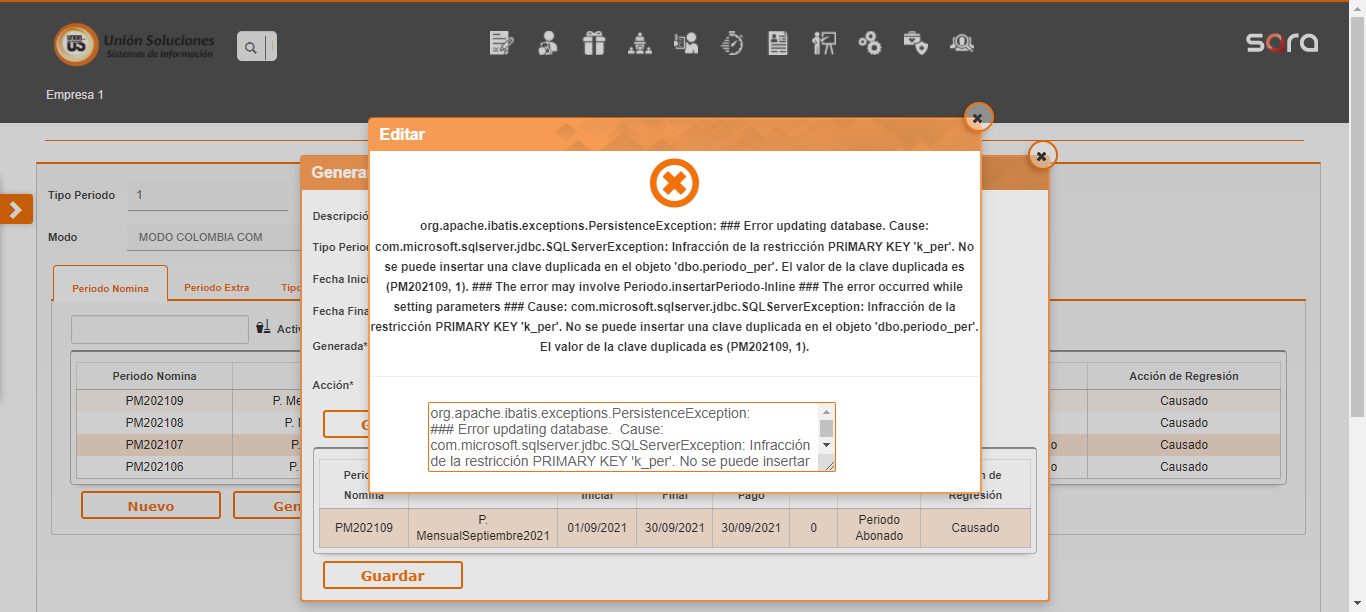 Unión Soluciones
Sistemas de Información
sara
Empresa 1
Editar
Genera
Tipo Periodo 1
Modo MODO COLOMBIA COM
Periodo Nomina Periodo Extra Tipo
Activ
Periodo Nomina Acción de Regresión
PM202109 P. Me Causado
PM202108 P. Causado
PM202107 P. o Causado
PM202106 P. o Causado
Nuevo Gen
Descripció
Tipo Period
Fecha Inici
Fecha Fina
Generada*
Acción*
G
org.apache.ibatis.exceptions.PersistenceException: ### Error updating database. Cause:
com.microsoft.sqlserver.jdbc.SQLServerException: Infracción de la restricción PRIMARY KEY 'k_per'. No
se puede insertar una clave duplicada en el objeto 'dbo.periodo_per'. El valor de la clave duplicada es
(PM202109, 1). ### The error may involve Periodo.insertarPeriodo-Inline ### The error occurred while
setting parameters ### Cause: com.microsoft.sqlserver.jdbc.SQLServerException: Infracción de la
restricción PRIMARY KEY 'k_per'. No se puede insertar una clave duplicada en el objeto 'dbo.periodo_per'.
El valor de la clave duplicada es (PM202109, 1).
org.apache.ibatis.exceptions.PersistenceException:
### Error updating database. Cause:
com.microsoft.sqlserver.jdbc.SQLServerException: Infracción
de la restricción PRIMARY KEY 'k_per'. No se puede insertar
Perio n de
Nomina Inicial Final Pago Regresión
PM202109 P. MensualSeptiembre2021 01/09/2021 30/09/2021 30/09/2021 0 Periodo Abonado Causado
Guardar